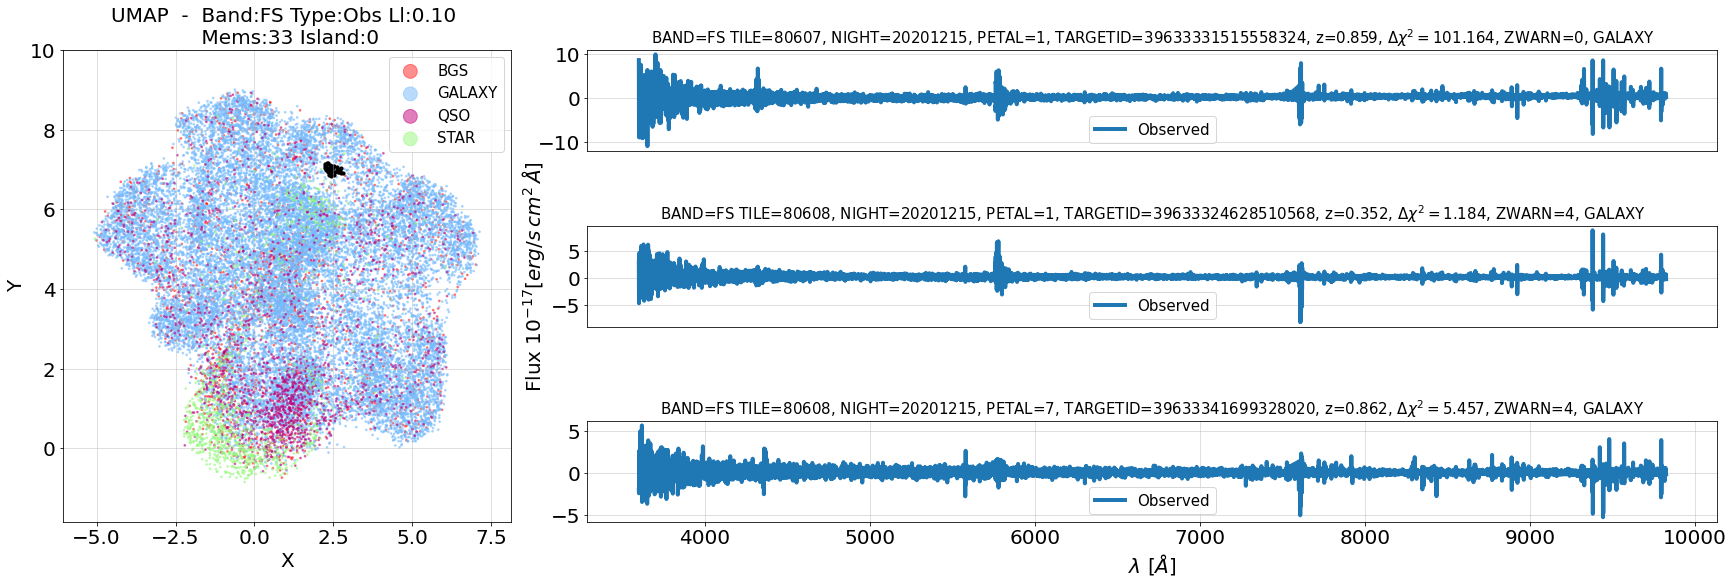 UMAP - Band:FS Type:Obs Ll:0.10
Mems:33 Island:0
10
8
6
4
2
0
Y
BGS
GALAXY
QSO
STAR
−5.0 −2.5 0.0 2.5 5.0 7.5
X
Flux 10⁻¹⁷[erg/s cm² Å]
BAND=FS TILE=80607, NIGHT=20201215, PETAL=1, TARGETID=39633331515558324, z=0.859, Δχ² = 101.164, ZWARN=0, GALAXY
10
0
−10
Observed
BAND=FS TILE=80608, NIGHT=20201215, PETAL=1, TARGETID=39633324628510568, z=0.352, Δχ² = 1.184, ZWARN=4, GALAXY
5
0
−5
Observed
BAND=FS TILE=80608, NIGHT=20201215, PETAL=7, TARGETID=39633341699328020, z=0.862, Δχ² = 5.457, ZWARN=4, GALAXY
5
0
−5
Observed
4000 5000 6000 7000 8000 9000 10000
λ [Å]